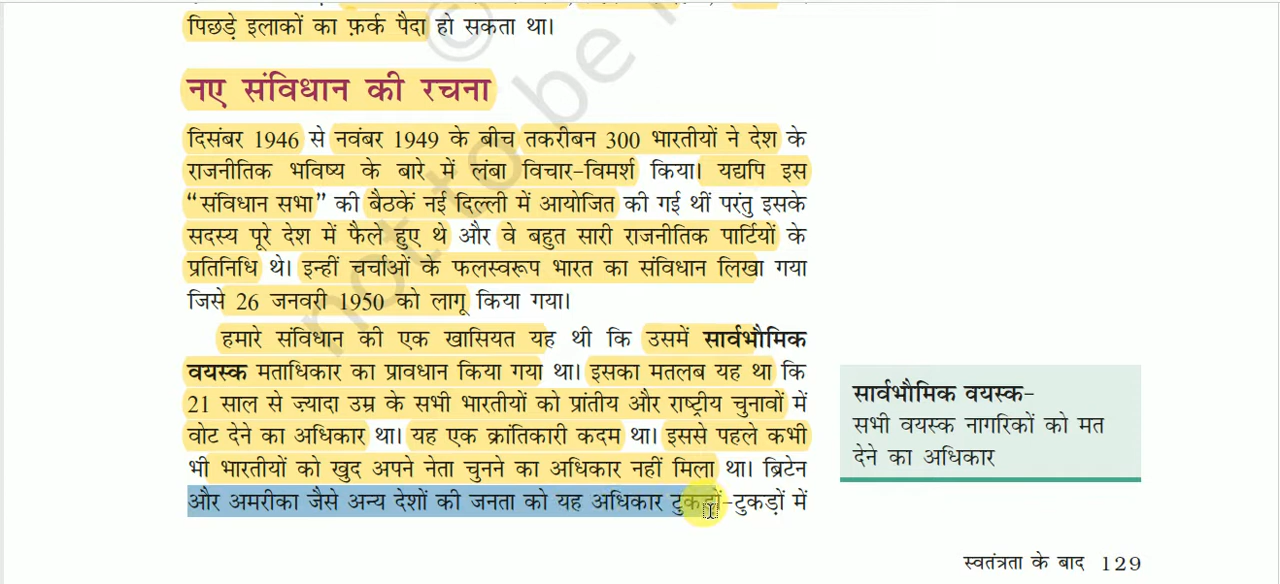 पिछड़े इलाकों का फ़र्क पैदा हो सकता था।
नए संविधान की रचना
दिसंबर 1946 से नवंबर 1949 के बीच तकरीबन 300 भारतीयों ने देश के
राजनीतिक भविष्य के बारे में लंबा विचार-विमर्श किया। यद्यपि इस
“संविधान सभा” की बैठकें नई दिल्ली में आयोजित की गई थीं परंतु इसके
सदस्य पूरे देश में फैले हुए थे और वे बहुत सारी राजनीतिक पार्टियों के
प्रतिनिधि थे। इन्हीं चर्चाओं के फलस्वरूप भारत का संविधान लिखा गया
जिसे 26 जनवरी 1950 को लागू किया गया।
हमारे संविधान की एक खासियत यह थी कि उसमें सार्वभौमिक
वयस्क मताधिकार का प्रावधान किया गया था। इसका मतलब यह था कि
21 साल से ज़्यादा उम्र के सभी भारतीयों को प्रांतीय और राष्ट्रीय चुनावों में
वोट देने का अधिकार था। यह एक क्रांतिकारी कदम था। इससे पहले कभी
भी भारतीयों को खुद अपने नेता चुनने का अधिकार नहीं मिला था। ब्रिटेन
और अमरीका जैसे अन्य देशों की जनता को यह अधिकार टुकड़ों-टुकड़ों में
सार्वभौमिक वयस्क-
सभी वयस्क नागरिकों को मत
देने का अधिकार
स्वतंत्रता के बाद 129
© not to be